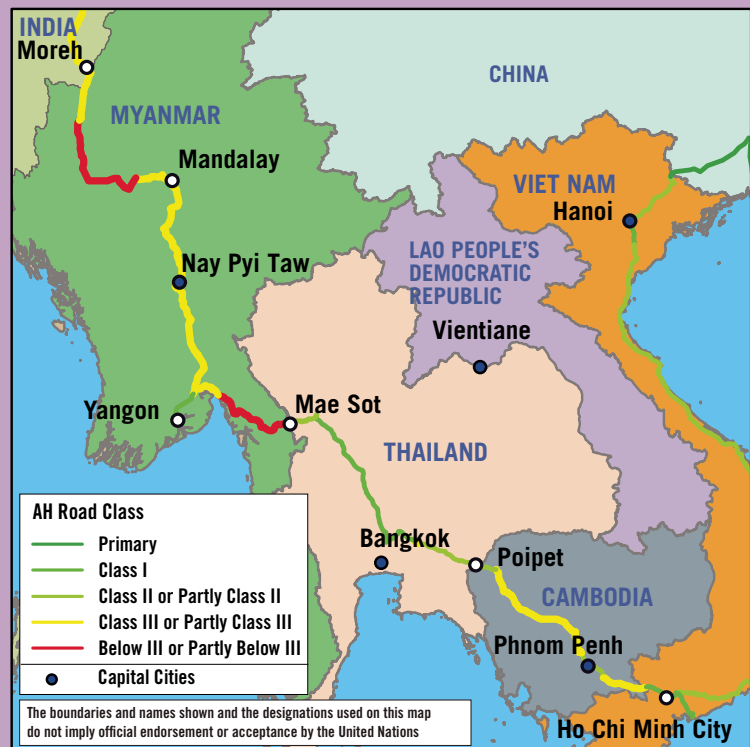 INDIA
Moreh
CHINA
MYANMAR
Mandalay
VIET NAM
Hanoi
Nay Pyi Taw
LAO PEOPLE'S
DEMOCRATIC
REPUBLIC
Vientiane
Yangon
Mae Sot
THAILAND
Bangkok
Poipet
CAMBODIA
Phnom Penh
Ho Chi Minh City
AH Road Class
Primary
Class I
Class II or Partly Class II
Class III or Partly Class III
Below III or Partly Below III
Capital Cities
The boundaries and names shown and the designations used on this map
do not imply official endorsement or acceptance by the United Nations